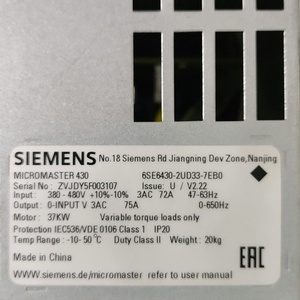 SIEMENS No.18 Siemens Rd Jiangning Dev Zone,Nanjing
MICROMASTER 430 6SE6430-2UD33-7EB0
Serial No : ZVJDY5F003107 Issue: U / V2.22
Input : 380 - 480V +10%-10% 3AC 72A 47-63Hz
Output : 0-INPUT V 3AC 75A 0-650Hz
Motor : 37KW Variable torque loads only
Protection IEC536/VDE 0106 Class 1 IP20
Temp Range : -10- 50°C Duty Class II Weight : 20kg
Made in China
WWW.siemens.de/micromaster refer to user manual
EAC